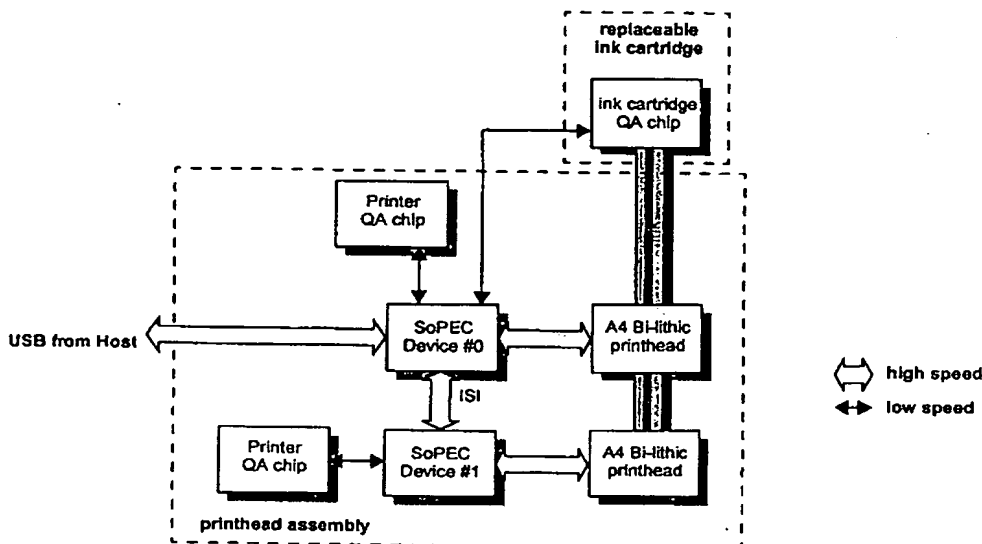 replaceable
ink cartridge
ink cartridge
QA chip
Printer
QA chip
USB from Host
SoPEC
Device #0
A4 Bi-lithic
printhead
high speed
low speed
ISI
Printer
QA chip
SoPEC
Device #1
A4 Bi-lithic
printhead
printhead assembly